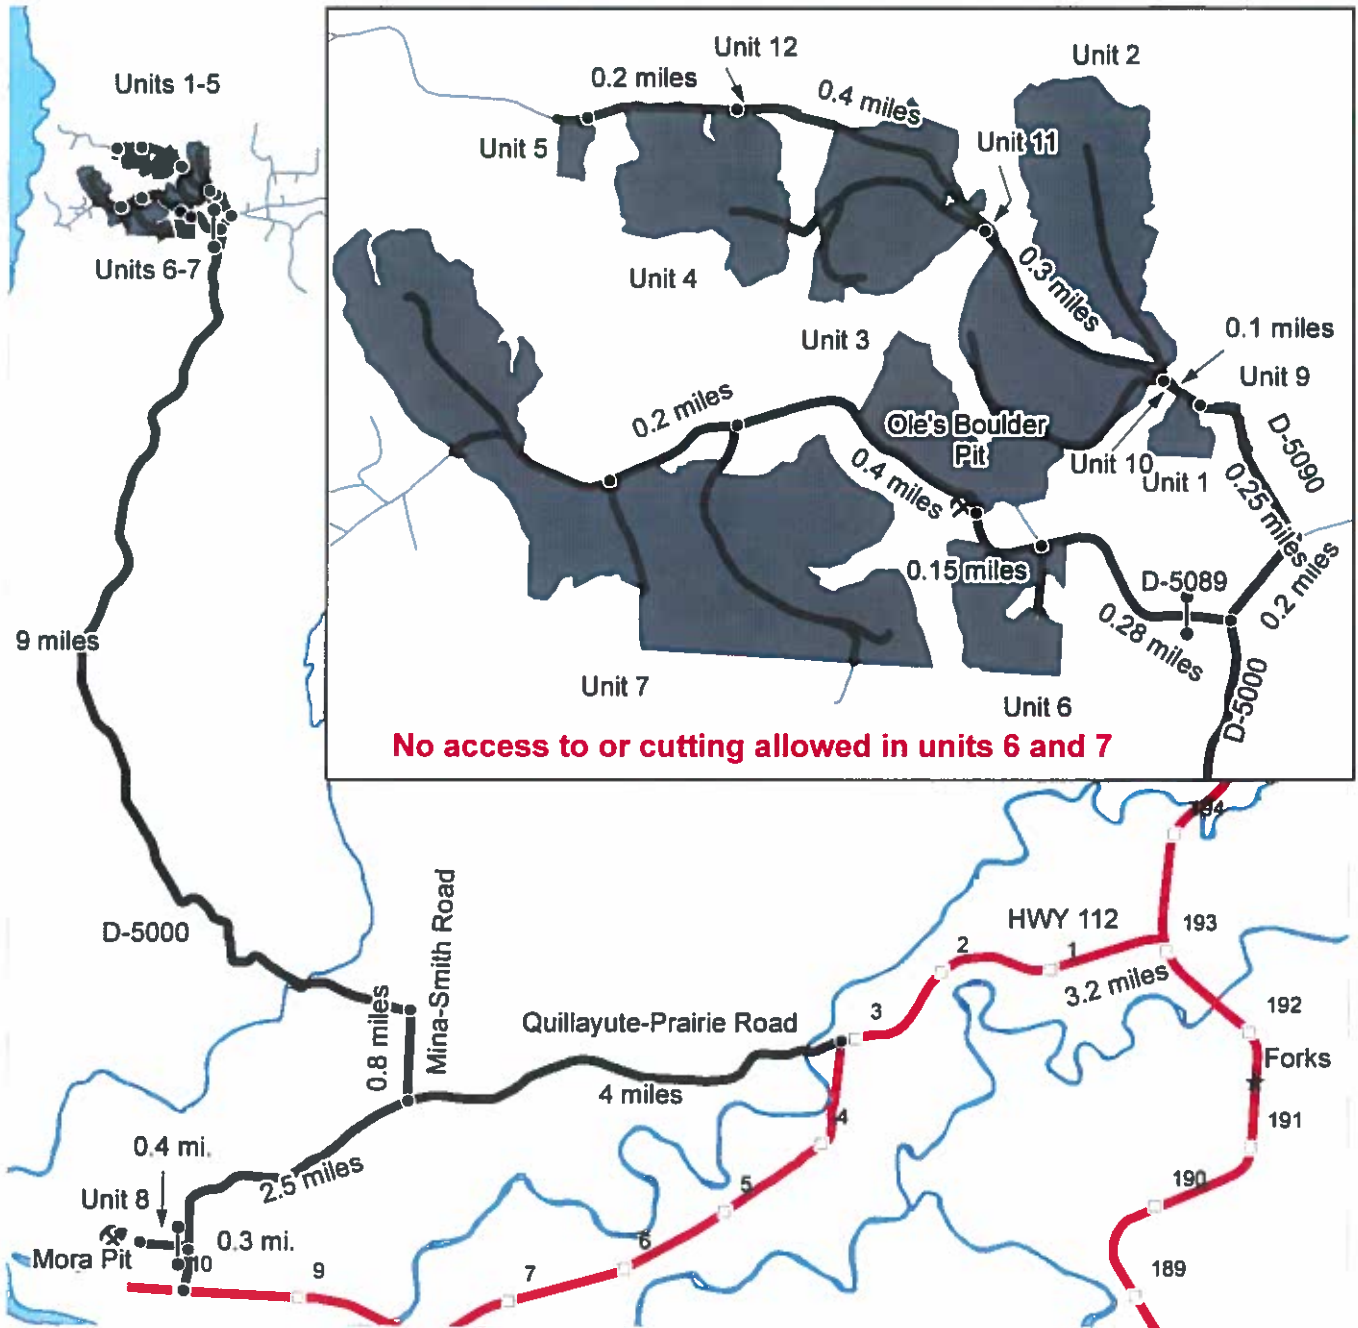 Units 1-5
Units 6-7
Unit 12
Unit 2
0.2 miles
0.4 miles
Unit 5
Unit 11
Unit 4
0.3 miles
Unit 3
0.1 miles
Unit 9
0.2 miles
Ole's Boulder
Pit
D-5090
Unit 10
Unit 1
0.4 miles
0.25 miles
0.15 miles
D-5089
0.2 miles
0.28 miles
Unit 7
Unit 6
D-5000
No access to or cutting allowed in units 6 and 7
9 miles
194
D-5000
Mina-Smith Road
HWY 112
193
2
1
3.2 miles
3
192
0.8 miles
Quillayute-Prairie Road
Forks
4 miles
4
191
0.4 mi.
2.5 miles
190
Unit 8
5
0.3 mi.
6
Mora Pit
10
9
7
189